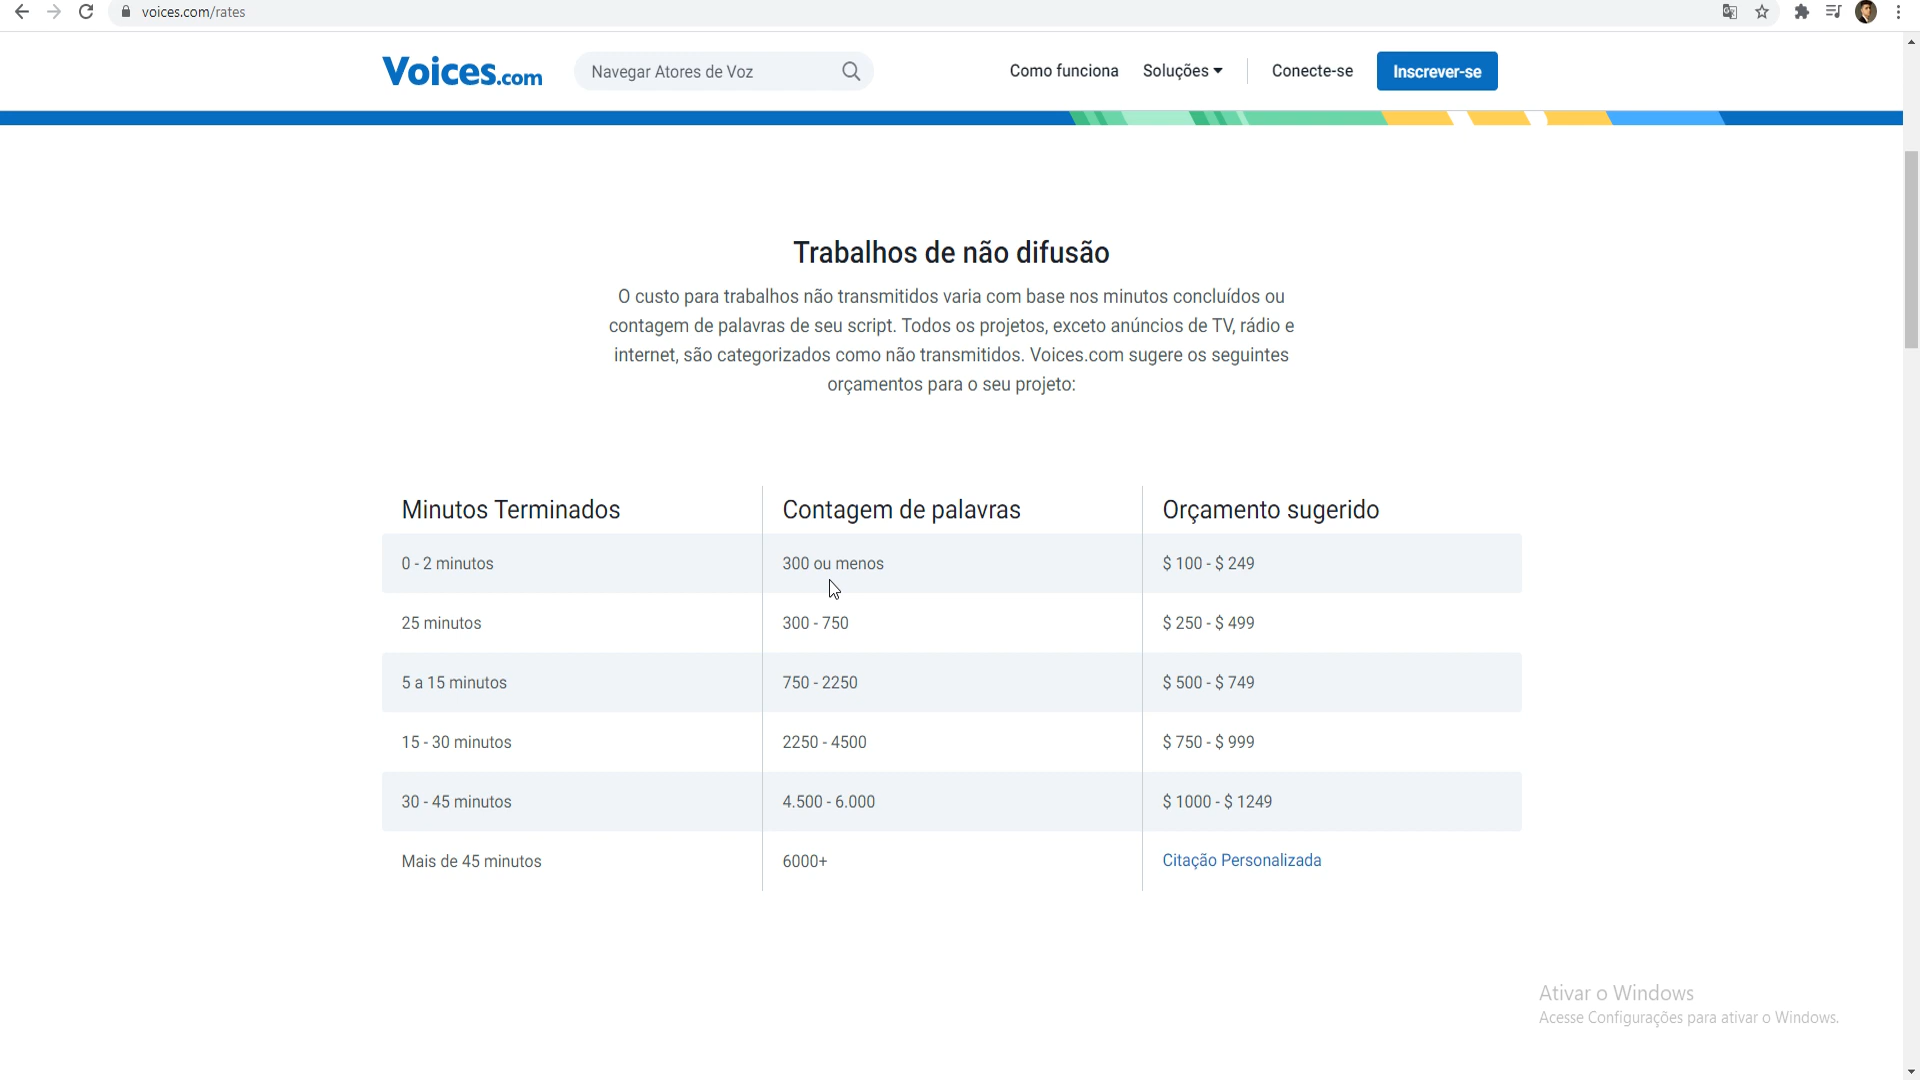 voices.com/rates
Voices.com
Navegar Atores de Voz
Como funciona
Soluções
Conecte-se
Inscrever-se
Trabalhos de não difusão
O custo para trabalhos não transmitidos varia com base nos minutos concluídos ou
contagem de palavras de seu script. Todos os projetos, exceto anúncios de TV, rádio e
internet, são categorizados como não transmitidos. Voices.com sugere os seguintes
orçamentos para o seu projeto:
Minutos Terminados Contagem de palavras Orçamento sugerido
0 - 2 minutos 300 ou menos $ 100 - $ 249
25 minutos 300 - 750 $ 250 - $ 499
5 a 15 minutos 750 - 2250 $ 500 - $ 749
15 - 30 minutos 2250 - 4500 $ 750 - $ 999
30 - 45 minutos 4.500 - 6.000 $ 1000 - $ 1249
Mais de 45 minutos 6000+ Citação Personalizada
Ativar o Windows
Acesse Configurações para ativar o Windows.